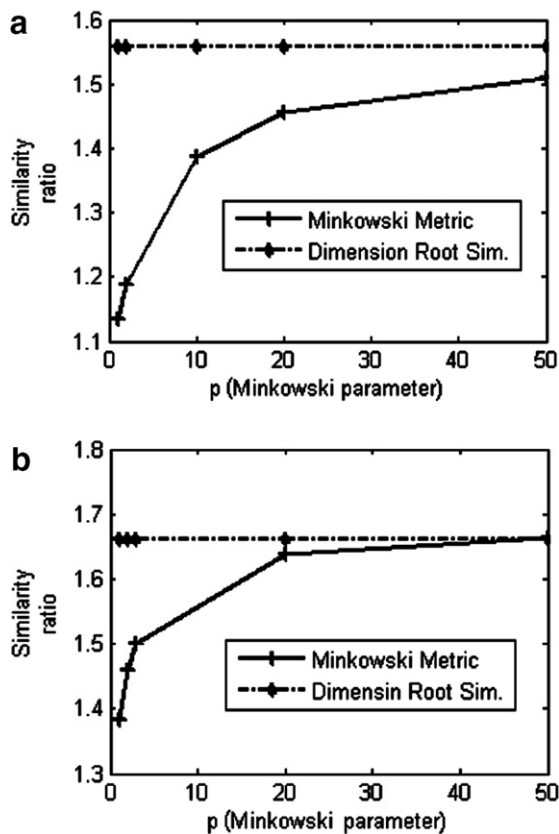 a
1.6
1.5
1.4
1.3
1.2
1.1
Similarity
ratio
Minkowski Metric
Dimension Root Sim.
0 10 20 30 40 50
p (Minkowski parameter)
b
1.8
1.7
1.6
1.5
1.4
1.3
Similarity
ratio
Minkowski Metric
Dimensin Root Sim.
0 10 20 30 40 50
p (Minkowski parameter)